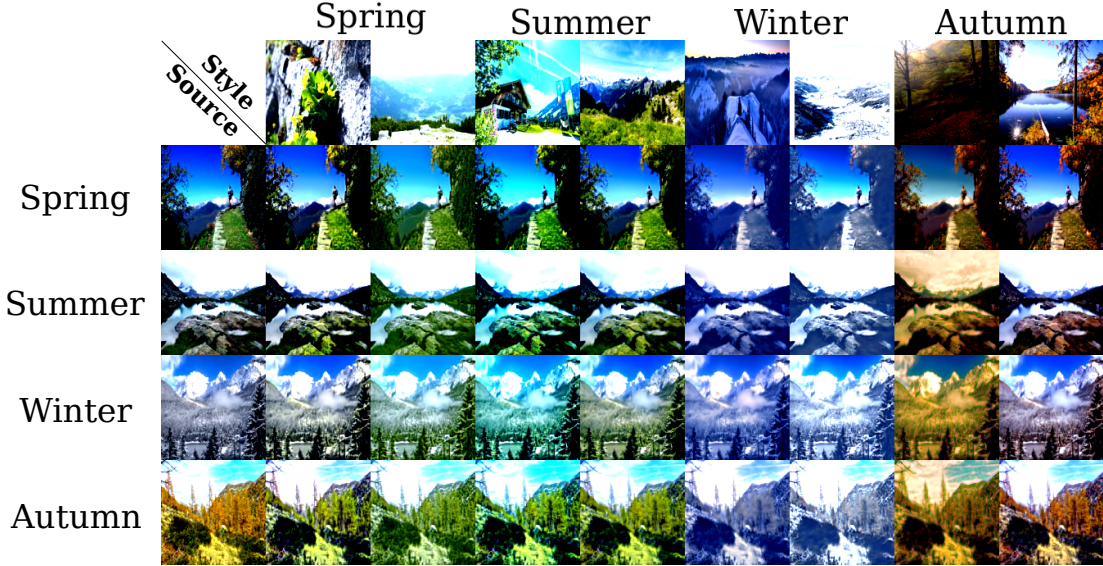 Spring Summer Winter Autumn
Style
Source
Spring
Summer
Winter
Autumn